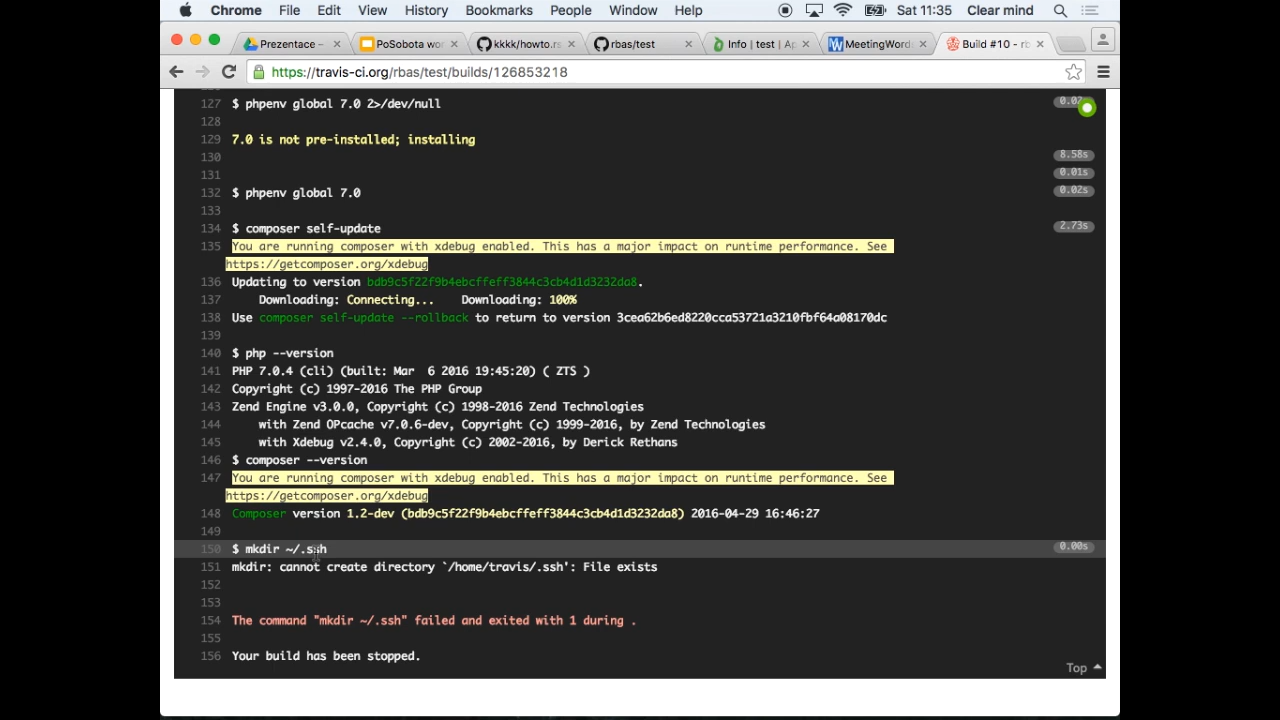 Chrome File Edit View History Bookmarks People Window Help Sat 11:35 Clear mind
Prezentace – PoSobota wo kkkk/howto.rs rbas/test Info | test | Ap MeetingWord Build #10 - rb
https://travis-ci.org/rbas/test/builds/126853218
127 $ phpenv global 7.0 2>/dev/null
128
129 7.0 is not pre-installed; installing
130 8.58s
131 0.01s
132 $ phpenv global 7.0 0.02s
133
134 $ composer self-update 2.73s
135 You are running composer with xdebug enabled. This has a major impact on runtime performance. See
https://getcomposer.org/xdebug
136 Updating to version bdb9c5f22f9b4ebcffeff3844c3cb4d1d3232da8.
137 Downloading: Connecting... Downloading: 100%
138 Use composer self-update --rollback to return to version 3cea62b6ed8220cca53721a3210fbf64a08170dc
139
140 $ php --version
141 PHP 7.0.4 (cli) (built: Mar 6 2016 19:45:20) ( ZTS )
142 Copyright (c) 1997-2016 The PHP Group
143 Zend Engine v3.0.0, Copyright (c) 1998-2016 Zend Technologies
144 with Zend OPcache v7.0.6-dev, Copyright (c) 1999-2016, by Zend Technologies
145 with Xdebug v2.4.0, Copyright (c) 2002-2016, by Derick Rethans
146 $ composer --version
147 You are running composer with xdebug enabled. This has a major impact on runtime performance. See
https://getcomposer.org/xdebug
148 Composer version 1.2-dev (bdb9c5f22f9b4ebcffeff3844c3cb4d1d3232da8) 2016-04-29 16:46:27
149
150 $ mkdir ~/.ssh 0.00s
151 mkdir: cannot create directory `/home/travis/.ssh': File exists
152
153
154 The command "mkdir ~/.ssh" failed and exited with 1 during .
155
156 Your build has been stopped.
Top